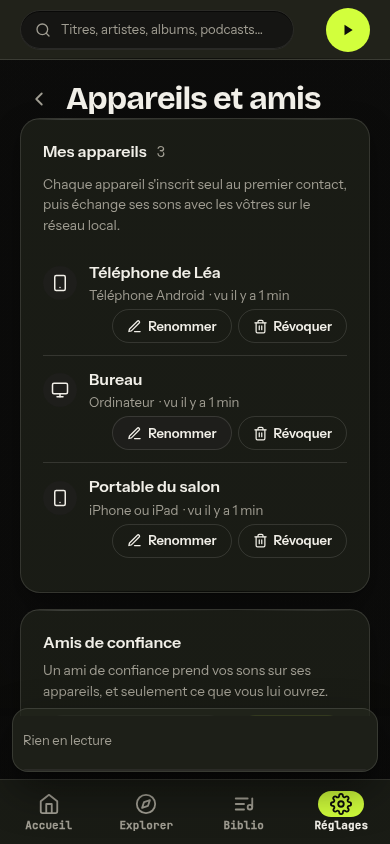 Titres, artistes, albums, podcasts...
Appareils et amis
Mes appareils 3
Chaque appareil s'inscrit seul au premier contact,
puis échange ses sons avec les vôtres sur le
réseau local.
Téléphone de Léa
Téléphone Android · vu il y a 1 min
Renommer Révoquer
Bureau
Ordinateur · vu il y a 1 min
Renommer Révoquer
Portable du salon
iPhone ou iPad · vu il y a 1 min
Renommer Révoquer
Amis de confiance
Un ami de confiance prend vos sons sur ses
appareils, et seulement ce que vous lui ouvrez.
Rien en lecture
Accueil Explorer Biblio Réglages